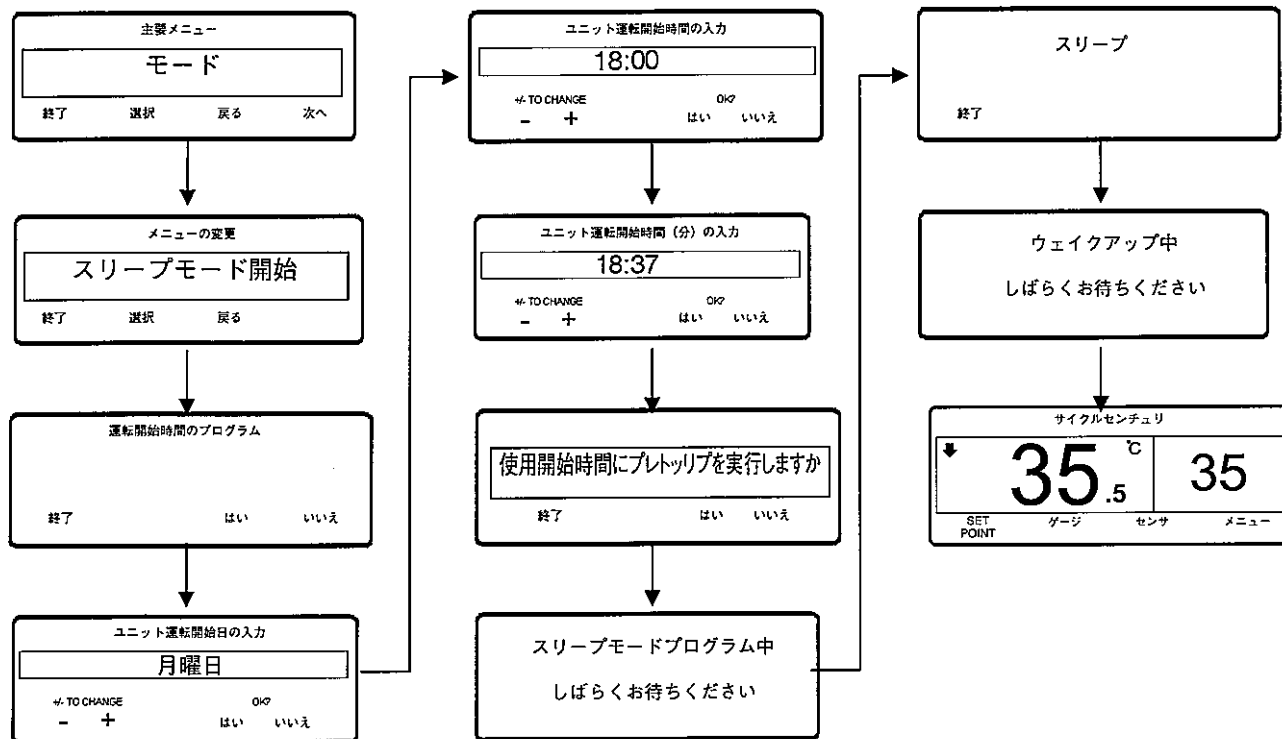 主要メニュー
モード
終了 選択 戻る 次へ
メニューの変更
スリープモード開始
終了 選択 戻る
運転開始時間のプログラム
終了 はい いいえ
ユニット運転開始日の入力
月曜日
+/- TO CHANGE OK?
- + はい いいえ
ユニット運転開始時間の入力
18:00
+/- TO CHANGE OK?
- + はい いいえ
ユニット運転開始時間（分）の入力
18:37
+/- TO CHANGE OK?
- + はい いいえ
使用開始時間にプレトッリプを実行しますか
終了 はい いいえ
スリープモードプログラム中
しばらくお待ちください
スリープ
終了
ウェイクアップ中
しばらくお待ちください
サイクルセンチュリ
35.5 ℃ 35
SET POINT ゲージ センサ メニュー